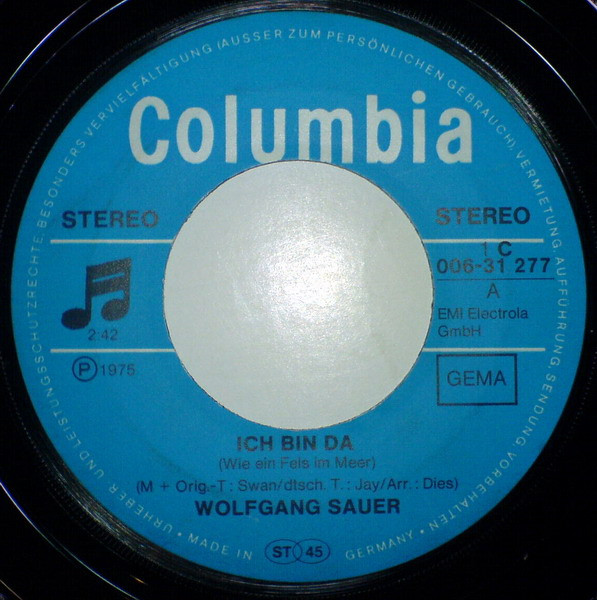 URHEBER UND LEISTUNGSSCHUTZRECHTE, BESONDERS VERVIELFÄLTIGUNG (AUSSER ZUM PERSÖNLICHEN GEBRAUCH), VERMIETUNG, AUFFÜHRUNG, SENDUNG, VORBEHALTEN
Columbia
STEREO
STEREO
1 C
006-31 277
A
EMI Electrola
GmbH
2:42
Ⓟ 1975
GEMA
ICH BIN DA
(Wie ein Fels im Meer)
(M + Orig.-T: Swan/dtsch. T.: Jay/Arr.: Dies)
WOLFGANG SAUER
• MADE IN GERMANY •
ST 45